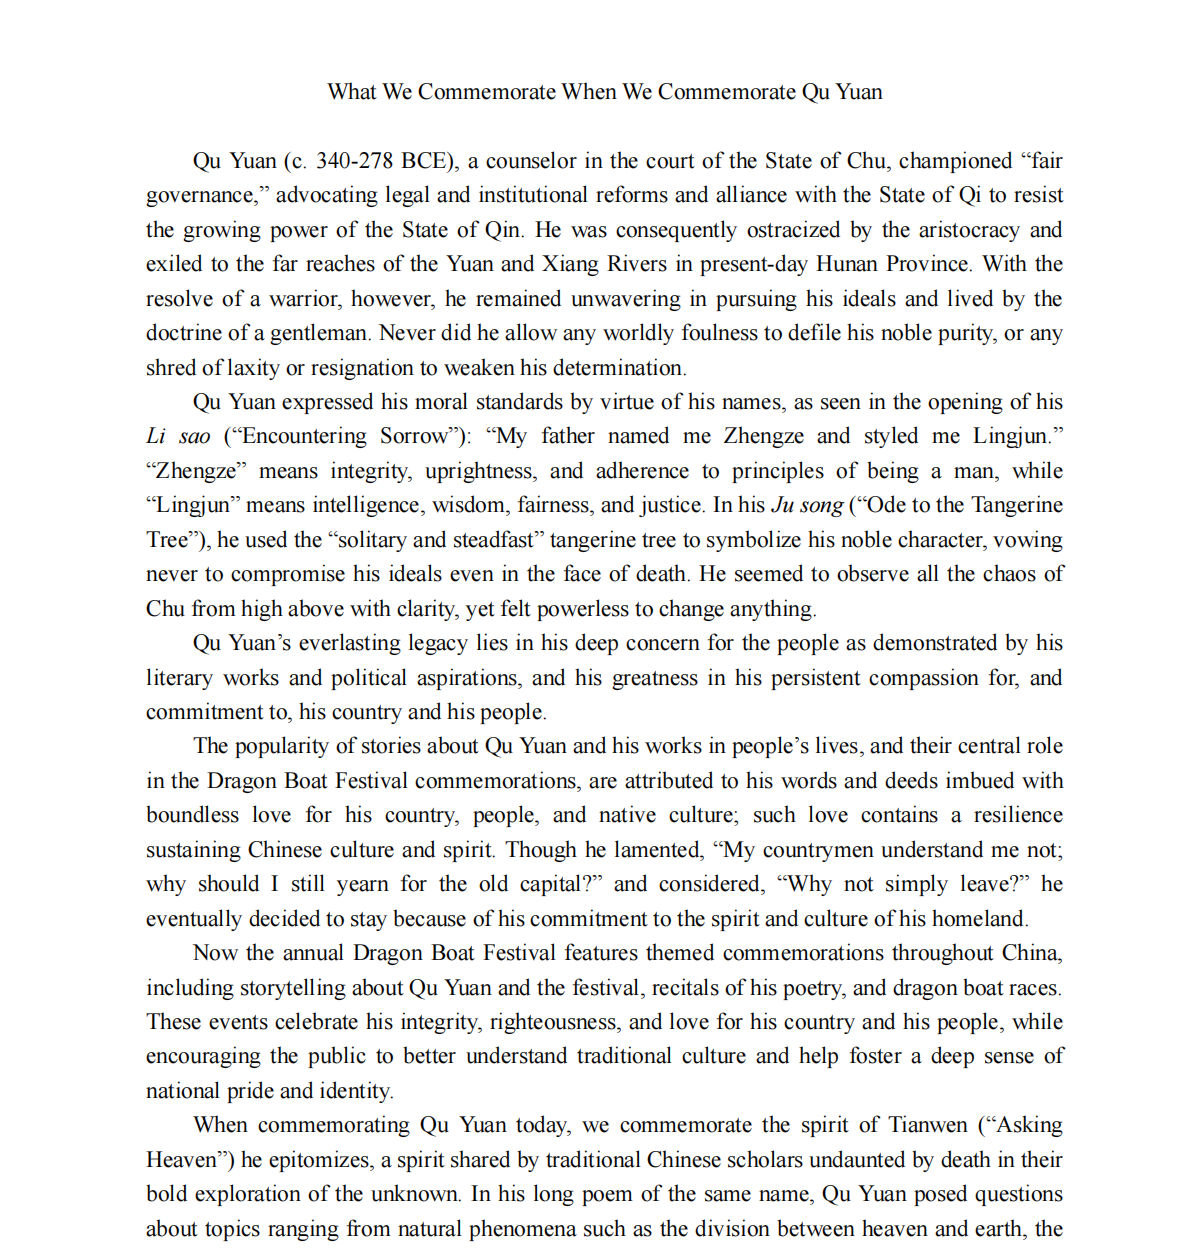 What We Commemorate When We Commemorate Qu Yuan
Qu Yuan (c. 340-278 BCE), a counselor in the court of the State of Chu, championed “fair
governance,” advocating legal and institutional reforms and alliance with the State of Qi to resist
the growing power of the State of Qin. He was consequently ostracized by the aristocracy and
exiled to the far reaches of the Yuan and Xiang Rivers in present-day Hunan Province. With the
resolve of a warrior, however, he remained unwavering in pursuing his ideals and lived by the
doctrine of a gentleman. Never did he allow any worldly foulness to defile his noble purity, or any
shred of laxity or resignation to weaken his determination.
Qu Yuan expressed his moral standards by virtue of his names, as seen in the opening of his
Li sao (“Encountering Sorrow”): “My father named me Zhengze and styled me Lingjun.”
“Zhengze” means integrity, uprightness, and adherence to principles of being a man, while
“Lingjun” means intelligence, wisdom, fairness, and justice. In his Ju song (“Ode to the Tangerine
Tree”), he used the “solitary and steadfast” tangerine tree to symbolize his noble character, vowing
never to compromise his ideals even in the face of death. He seemed to observe all the chaos of
Chu from high above with clarity, yet felt powerless to change anything.
Qu Yuan’s everlasting legacy lies in his deep concern for the people as demonstrated by his
literary works and political aspirations, and his greatness in his persistent compassion for, and
commitment to, his country and his people.
The popularity of stories about Qu Yuan and his works in people’s lives, and their central role
in the Dragon Boat Festival commemorations, are attributed to his words and deeds imbued with
boundless love for his country, people, and native culture; such love contains a resilience
sustaining Chinese culture and spirit. Though he lamented, “My countrymen understand me not;
why should I still yearn for the old capital?” and considered, “Why not simply leave?” he
eventually decided to stay because of his commitment to the spirit and culture of his homeland.
Now the annual Dragon Boat Festival features themed commemorations throughout China,
including storytelling about Qu Yuan and the festival, recitals of his poetry, and dragon boat races.
These events celebrate his integrity, righteousness, and love for his country and his people, while
encouraging the public to better understand traditional culture and help foster a deep sense of
national pride and identity.
When commemorating Qu Yuan today, we commemorate the spirit of Tianwen (“Asking
Heaven”) he epitomizes, a spirit shared by traditional Chinese scholars undaunted by death in their
bold exploration of the unknown. In his long poem of the same name, Qu Yuan posed questions
about topics ranging from natural phenomena such as the division between heaven and earth, the